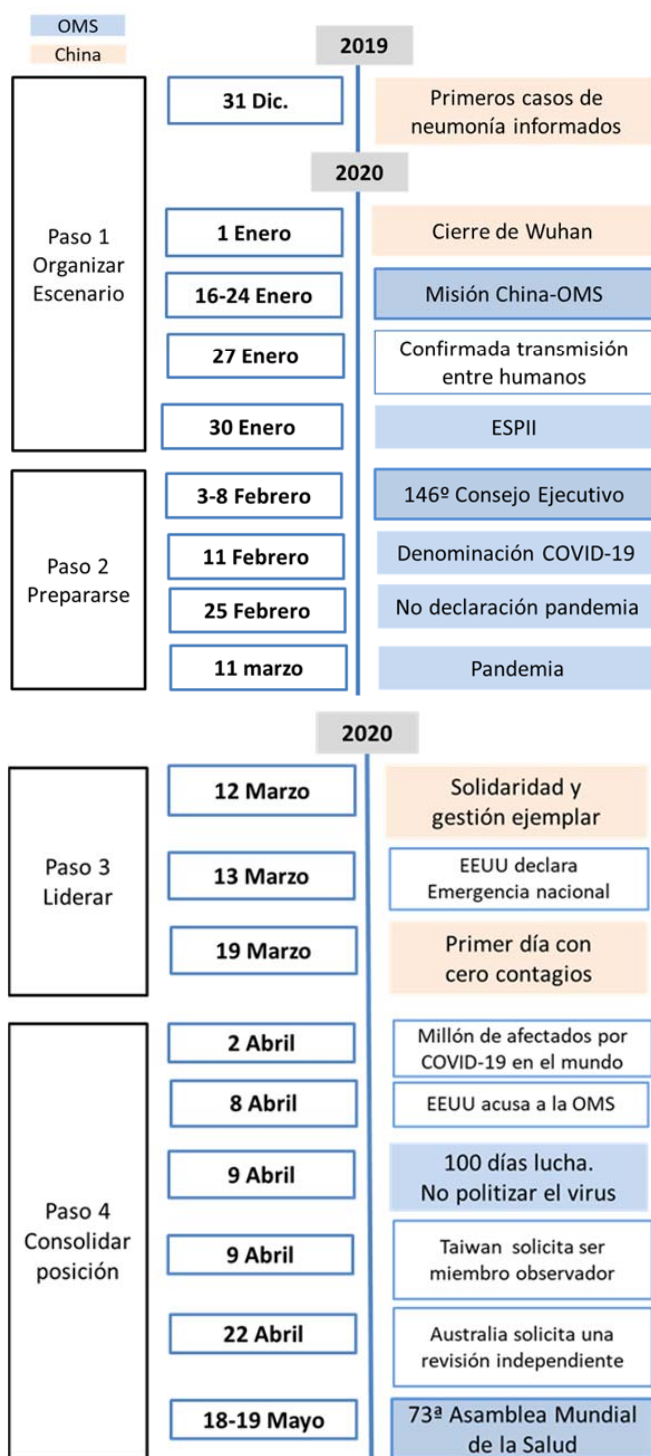 OMS
China
2019
31 Dic.
Primeros casos de
neumonía informados
2020
Paso 1
Organizar
Escenario
1 Enero
Cierre de Wuhan
16-24 Enero
Misión China-OMS
27 Enero
Confirmada transmisión
entre humanos
30 Enero
ESPII
Paso 2
Prepararse
3-8 Febrero
146º Consejo Ejecutivo
11 Febrero
Denominación COVID-19
25 Febrero
No declaración pandemia
11 marzo
Pandemia
2020
Paso 3
Liderar
12 Marzo
Solidaridad y
gestión ejemplar
13 Marzo
EEUU declara
Emergencia nacional
19 Marzo
Primer día con
cero contagios
Paso 4
Consolidar
posición
2 Abril
Millón de afectados por
COVID-19 en el mundo
8 Abril
EEUU acusa a la OMS
9 Abril
100 días lucha.
No politizar el virus
9 Abril
Taiwan solicita ser
miembro observador
22 Abril
Australia solicita una
revisión independiente
18-19 Mayo
73ª Asamblea Mundial
de la Salud